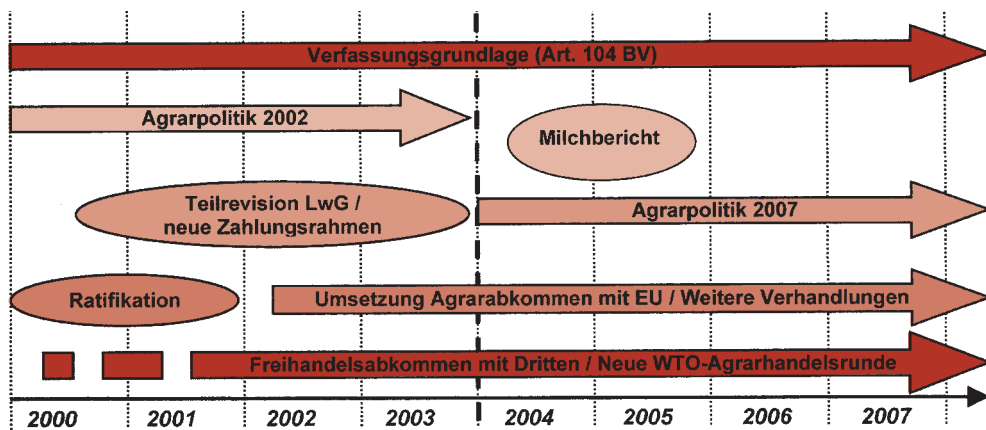 Verfassungsgrundlage (Art. 104 BV)
Agrarpolitik 2002
Milchbericht
Teilrevision LwG /
neue Zahlungsrahmen
Agrarpolitik 2007
Ratifikation
Umsetzung Agrarabkommen mit EU / Weitere Verhandlungen
Freihandelsabkommen mit Dritten / Neue WTO-Agrarhandelsrunde
2000 2001 2002 2003 2004 2005 2006 2007